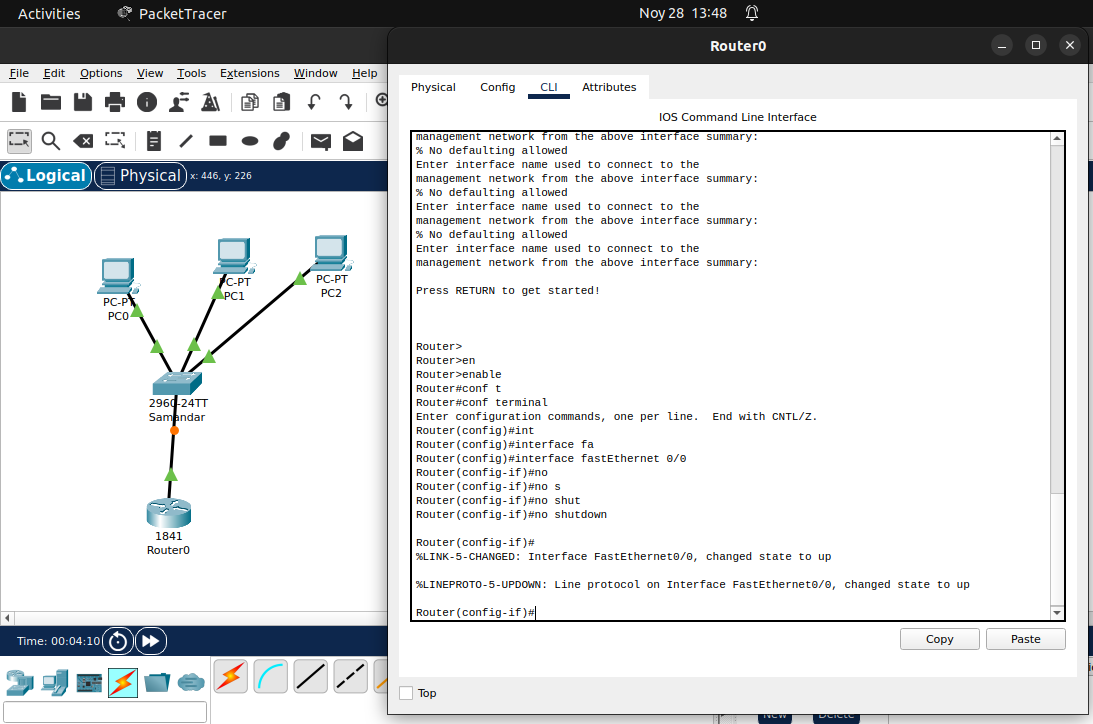 Activities
PacketTracer
Noy 28 13:48
Router0
File Edit Options View Tools Extensions Window Help
Physical Config CLI Attributes
IOS Command Line Interface
Logical
Physical
x: 446, y: 226
management network from the above interface summary:
% No defaulting allowed
Enter interface name used to connect to the
management network from the above interface summary:
% No defaulting allowed
Enter interface name used to connect to the
management network from the above interface summary:
% No defaulting allowed
Enter interface name used to connect to the
management network from the above interface summary:
Press RETURN to get started!
Router>
Router>en
Router>enable
Router#conf t
Router#conf terminal
Enter configuration commands, one per line.  End with CNTL/Z.
Router(config)#int
Router(config)#interface fa
Router(config)#interface fastEthernet 0/0
Router(config-if)#no
Router(config-if)#no s
Router(config-if)#no shut
Router(config-if)#no shutdown
Router(config-if)#
%LINK-5-CHANGED: Interface FastEthernet0/0, changed state to up
%LINEPROTO-5-UPDOWN: Line protocol on Interface FastEthernet0/0, changed state to up
Router(config-if)#
Copy
Paste
Top
PC-PT
PC0
PC-PT
PC1
PC-PT
PC2
2960-24TT
Samandar
1841
Router0
Time: 00:04:10
New
Delete